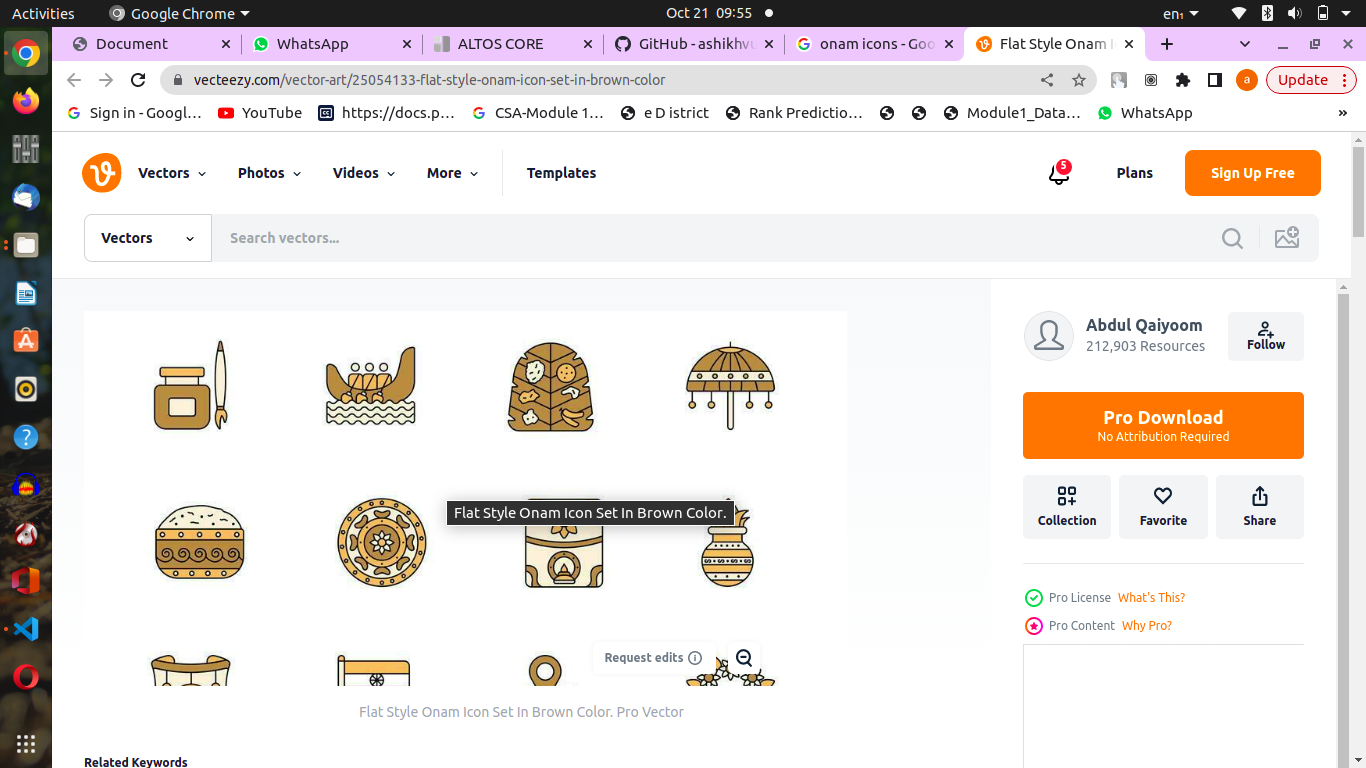 Activities
Google Chrome
Oct 21 09:55
en₁
Document
WhatsApp
ALTOS CORE
GitHub - ashikhvu
onam icons - Goo
Flat Style Onam I
vecteezy.com/vector-art/25054133-flat-style-onam-icon-set-in-brown-color
a
Update
Sign in - Googl...
YouTube
https://docs.p...
CSA-Module 1...
e D istrict
Rank Predictio...
Module1_Data...
WhatsApp
»
Vectors
Photos
Videos
More
Templates
5
Plans
Sign Up Free
Vectors
Search vectors...
Abdul Qaiyoom
212,903 Resources
Follow
Pro Download
No Attribution Required
Collection
Favorite
Share
Flat Style Onam Icon Set In Brown Color.
Pro License What's This?
Pro Content Why Pro?
Request edits
Flat Style Onam Icon Set In Brown Color. Pro Vector
Related Keywords